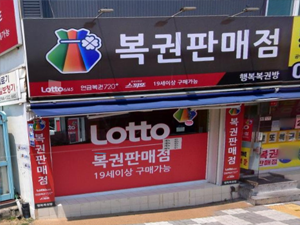 복권판매점
Lotto 6/45
연금복권720+
스피또
19세이상 구매가능
행복복권방
Lotto
복권판매점
19세이상 구매가능
복권판매점
복권판매점